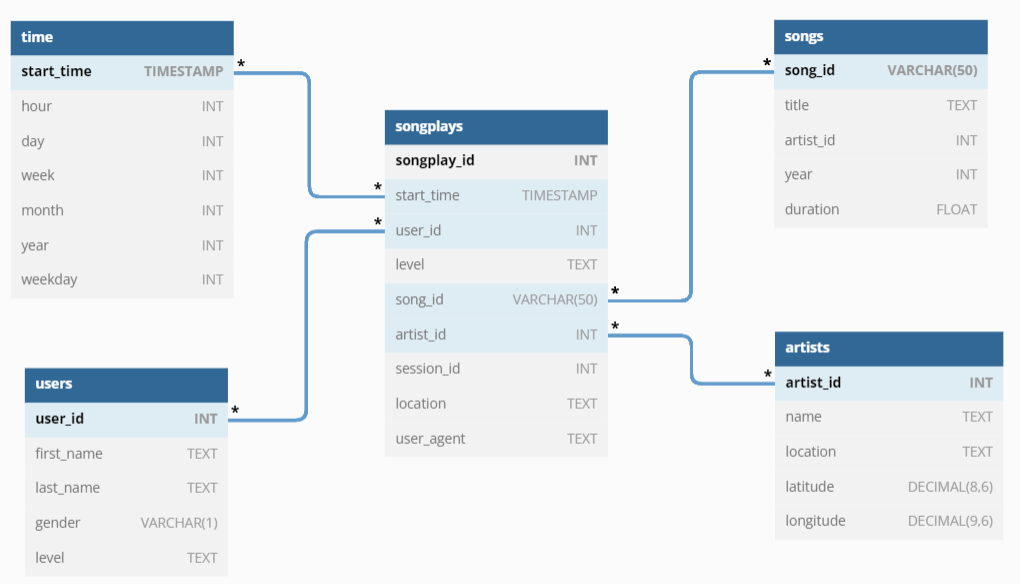 time
start_time TIMESTAMP *
hour INT
day INT
week INT
month INT
year INT
weekday INT
users
user_id INT *
first_name TEXT
last_name TEXT
gender VARCHAR(1)
level TEXT
songplays
songplay_id INT
* start_time TIMESTAMP
* user_id INT
level TEXT
song_id VARCHAR(50) *
artist_id INT *
session_id INT
location TEXT
user_agent TEXT
songs
* song_id VARCHAR(50)
title TEXT
artist_id INT
year INT
duration FLOAT
artists
* artist_id INT
name TEXT
location TEXT
latitude DECIMAL(8,6)
longitude DECIMAL(9,6)